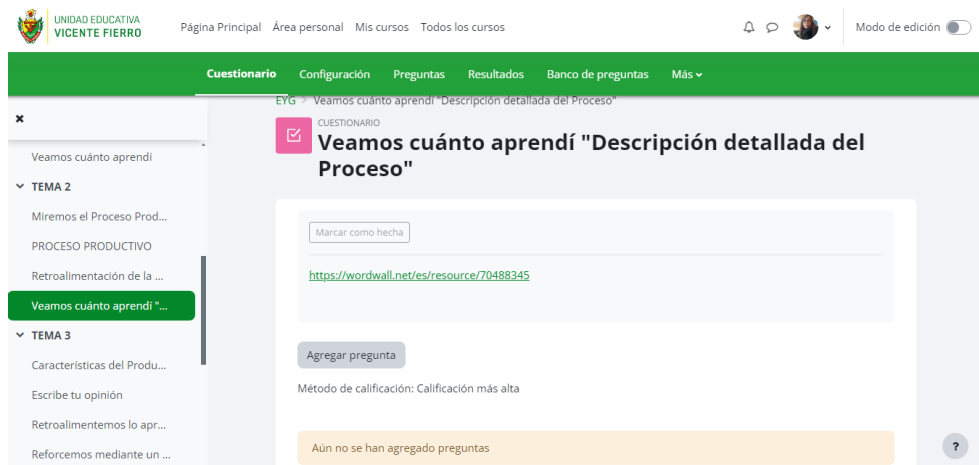 UNIDAD EDUCATIVA
VICENTE FIERRO
Página Principal Área personal Mis cursos Todos los cursos
Modo de edición
Cuestionario Configuración Preguntas Resultados Banco de preguntas Más
EYG > Veamos cuánto aprendí "Descripción detallada del Proceso"
CUESTIONARIO
Veamos cuánto aprendí "Descripción detallada del
Proceso"
Veamos cuánto aprendí
TEMA 2
Miremos el Proceso Prod...
PROCESO PRODUCTIVO
Retroalimentación de la ...
Veamos cuánto aprendí "...
TEMA 3
Características del Produ...
Escribe tu opinión
Retroalimentemos lo apr...
Reforcemos mediante un ...
Marcar como hecha
https://wordwall.net/es/resource/70488345
Agregar pregunta
Método de calificación: Calificación más alta
Aún no se han agregado preguntas
?